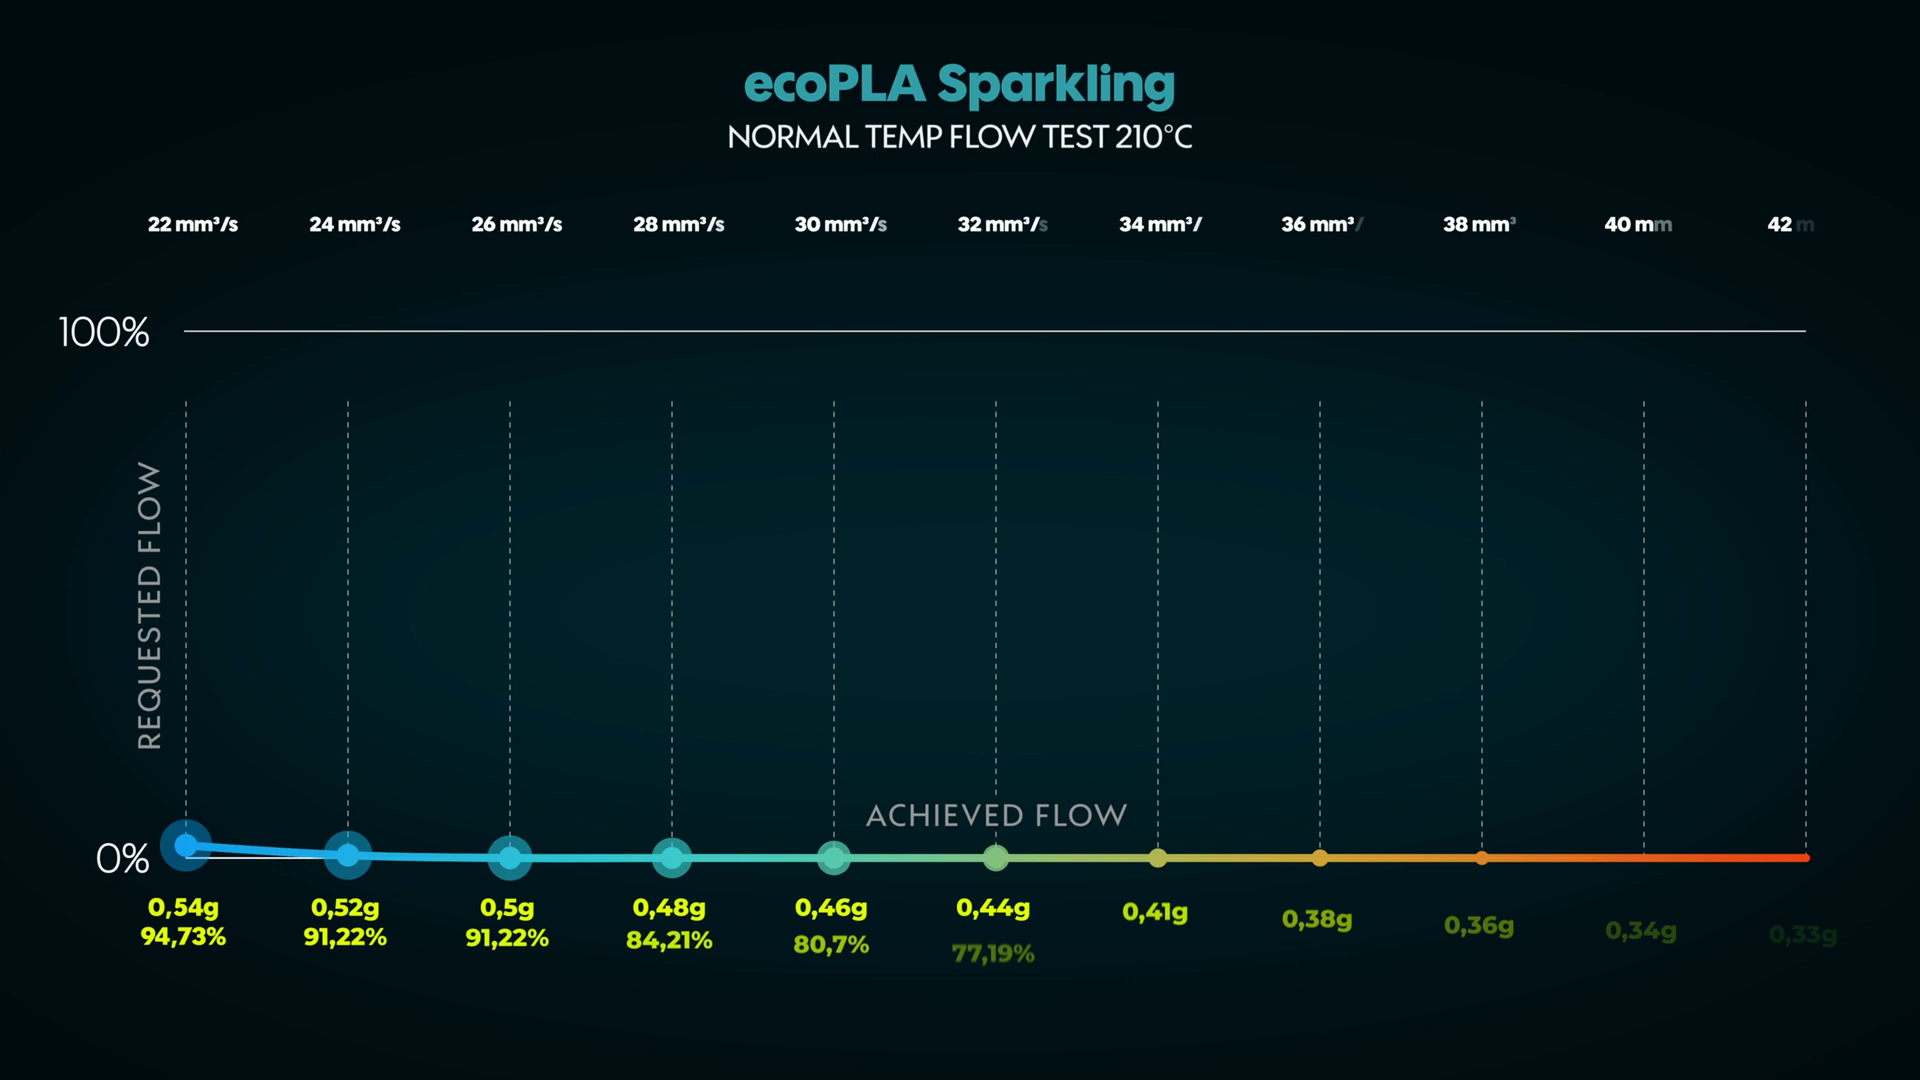 ecoPLA Sparkling
NORMAL TEMP FLOW TEST 210°C
22 mm³/s 24 mm³/s 26 mm³/s 28 mm³/s 30 mm³/s 32 mm³/s 34 mm³/ 36 mm³/ 38 mm³ 40 mm 42 m
100%
REQUESTED FLOW
ACHIEVED FLOW
0%
0,54g 0,52g 0,5g 0,48g 0,46g 0,44g 0,41g 0,38g 0,36g 0,34g 0,33g
94,73% 91,22% 91,22% 84,21% 80,7% 77,19%